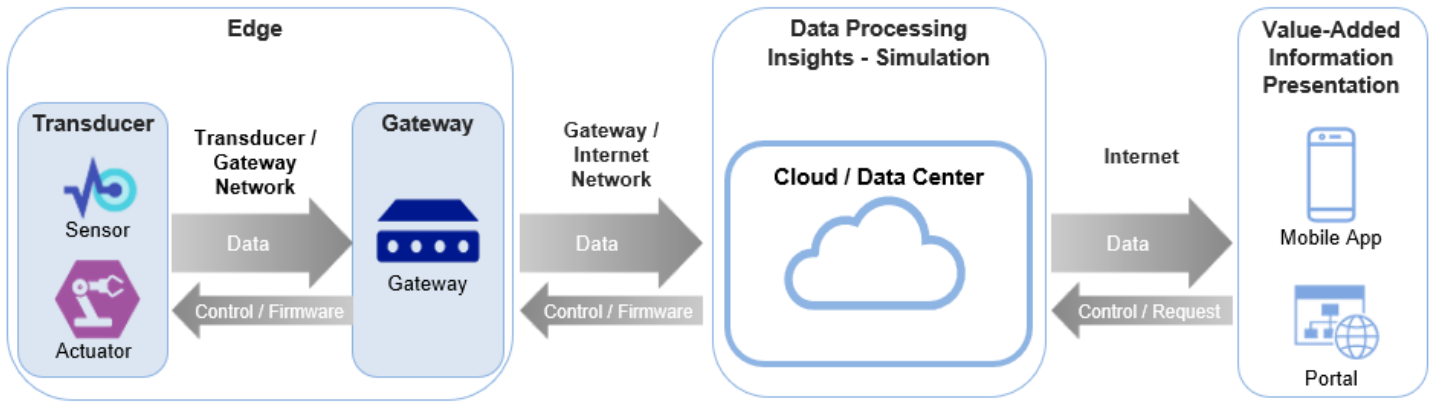 Edge
Transducer
Sensor
Actuator
Transducer /
Gateway
Network
Data
Control / Firmware
Gateway
Gateway
Gateway /
Internet
Network
Data
Control / Firmware
Data Processing
Insights - Simulation
Cloud / Data Center
Internet
Data
Control / Request
Value-Added
Information
Presentation
Mobile App
Portal